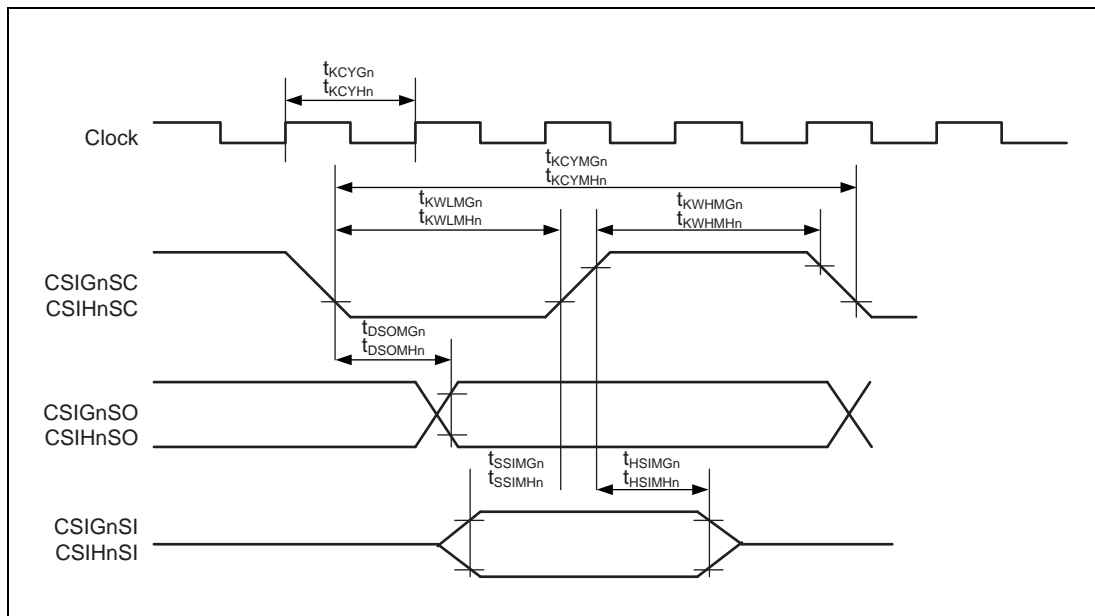 tKCYGn
tKCYHn
Clock
tKCYMGn
tKCYMHn
tKWLMGn
tKWLMHn
tKWHMGn
tKWHMHn
CSIGnSC
CSIHnSC
tDSOMGn
tDSOMHn
CSIGnSO
CSIHnSO
tSSIMGn
tSSIMHn
tHSIMGn
tHSIMHn
CSIGnSI
CSIHnSI